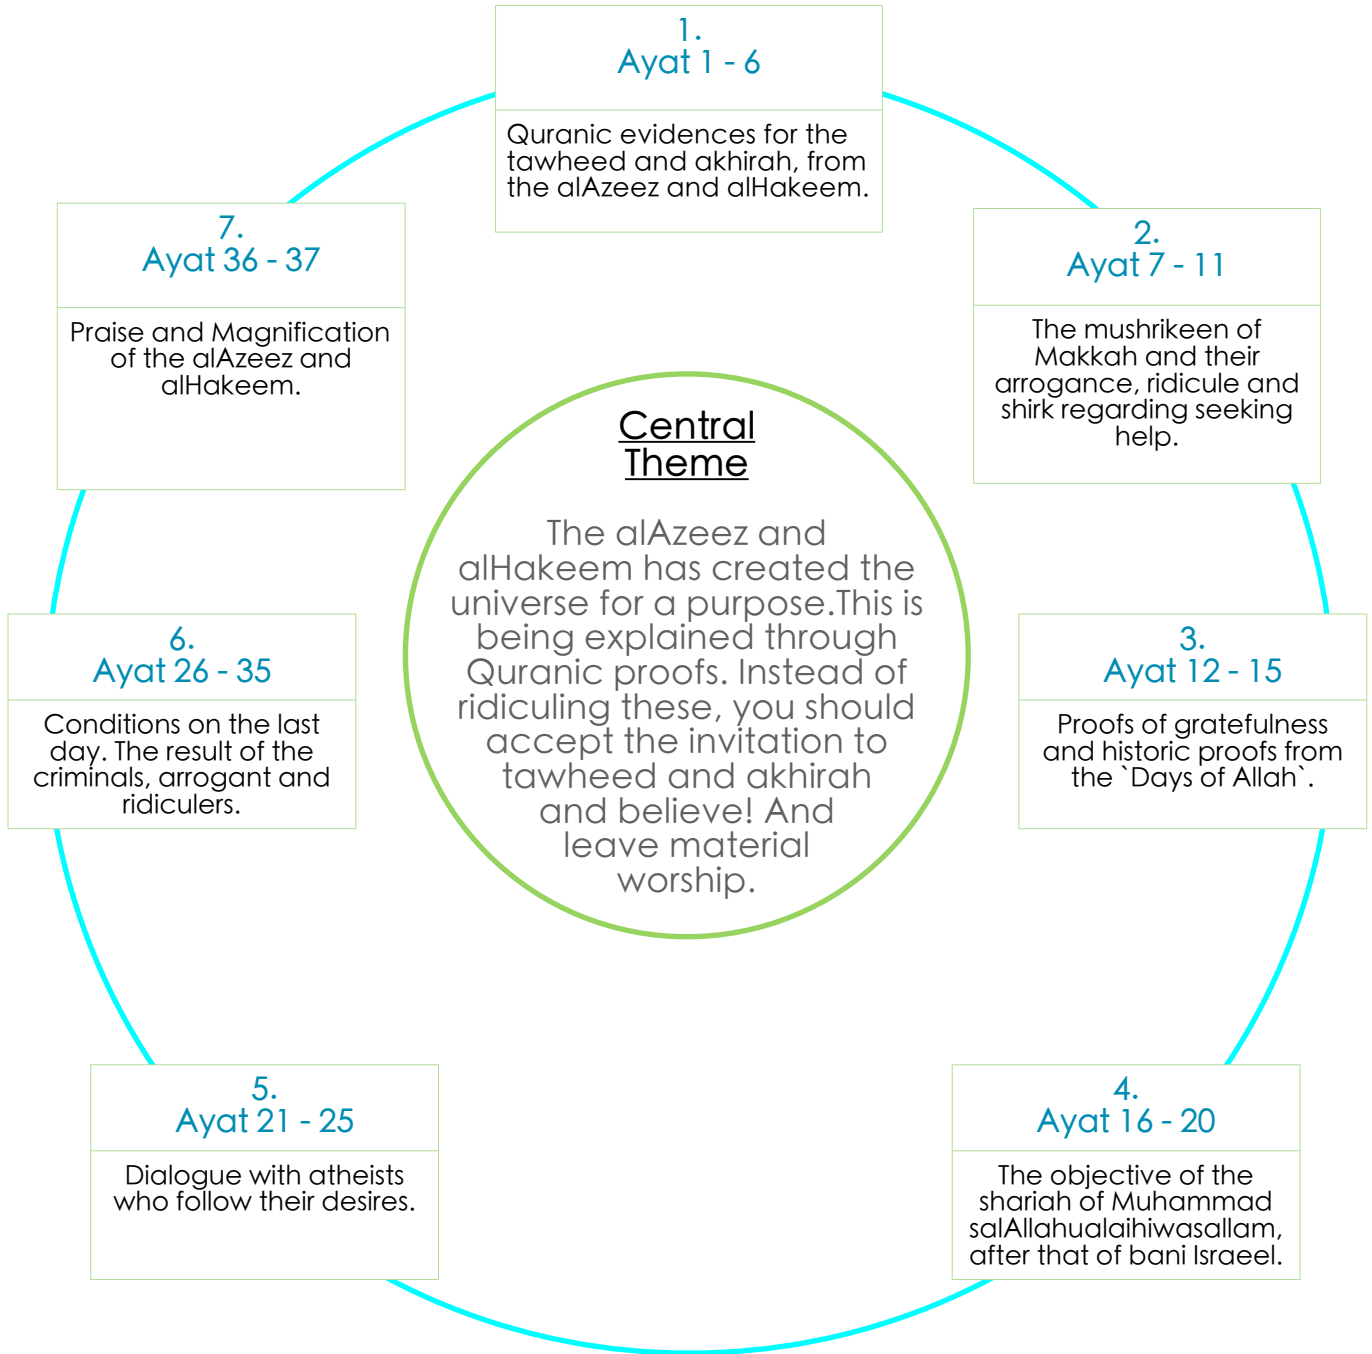 1.
Ayat 1 - 6
Quranic evidences for the
tawheed and akhirah, from
the alAzeez and alHakeem.
2.
Ayat 7 - 11
The mushrikeen of
Makkah and their
arrogance, ridicule and
shirk regarding seeking
help.
3.
Ayat 12 - 15
Proofs of gratefulness
and historic proofs from
the `Days of Allah`.
4.
Ayat 16 - 20
The objective of the
shariah of Muhammad
salAllahualaihiwasallam,
after that of bani Israeel.
5.
Ayat 21 - 25
Dialogue with atheists
who follow their desires.
6.
Ayat 26 - 35
Conditions on the last
day. The result of the
criminals, arrogant and
ridiculers.
7.
Ayat 36 - 37
Praise and Magnification
of the alAzeez and
alHakeem.
Central
Theme
The alAzeez and
alHakeem has created the
universe for a purpose.This is
being explained through
Quranic proofs. Instead of
ridiculing these, you should
accept the invitation to
tawheed and akhirah
and believe! And
leave material
worship.